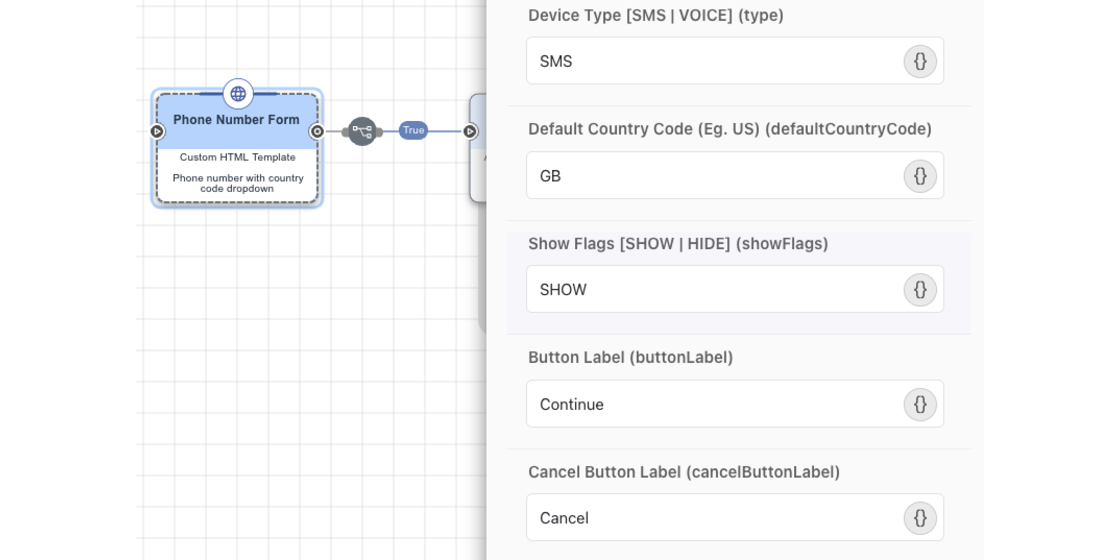 Device Type [SMS | VOICE] (type)
SMS
{}
Phone Number Form
Default Country Code (Eg. US) (defaultCountryCode)
True
Custom HTML Template
Phone number with country
code dropdown
GB
{}
Show Flags [SHOW | HIDE] (showFlags)
SHOW
{}
Button Label (buttonLabel)
Continue
{}
Cancel Button Label (cancelButtonLabel)
Cancel
{}